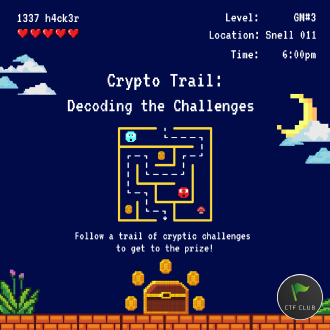 1337 h4ck3r
Level: GM#3
Location: Snell 011
Time: 6:00pm
Crypto Trail:
Decoding the Challenges
Follow a trail of cryptic challenges
to get to the prize!
CTF CLUB